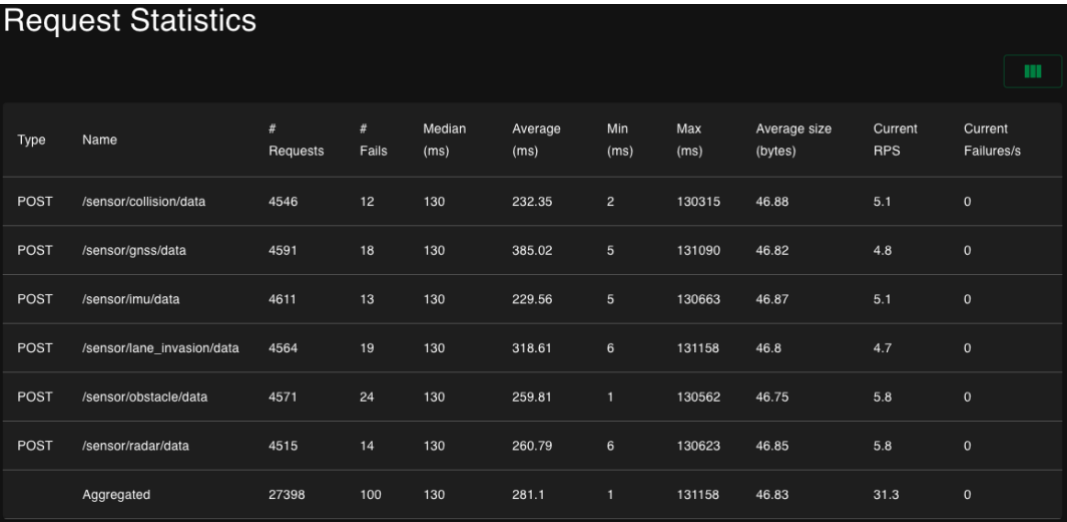 Request Statistics
Type Name # Requests # Fails Median (ms) Average (ms) Min (ms) Max (ms) Average size (bytes) Current RPS Current Failures/s
POST /sensor/collision/data 4546 12 130 232.35 2 130315 46.88 5.1 0
POST /sensor/gnss/data 4591 18 130 385.02 5 131090 46.82 4.8 0
POST /sensor/imu/data 4611 13 130 229.56 5 130663 46.87 5.1 0
POST /sensor/lane_invasion/data 4564 19 130 318.61 6 131158 46.8 4.7 0
POST /sensor/obstacle/data 4571 24 130 259.81 1 130562 46.75 5.8 0
POST /sensor/radar/data 4515 14 130 260.79 6 130623 46.85 5.8 0
Aggregated 27398 100 130 281.1 1 131158 46.83 31.3 0